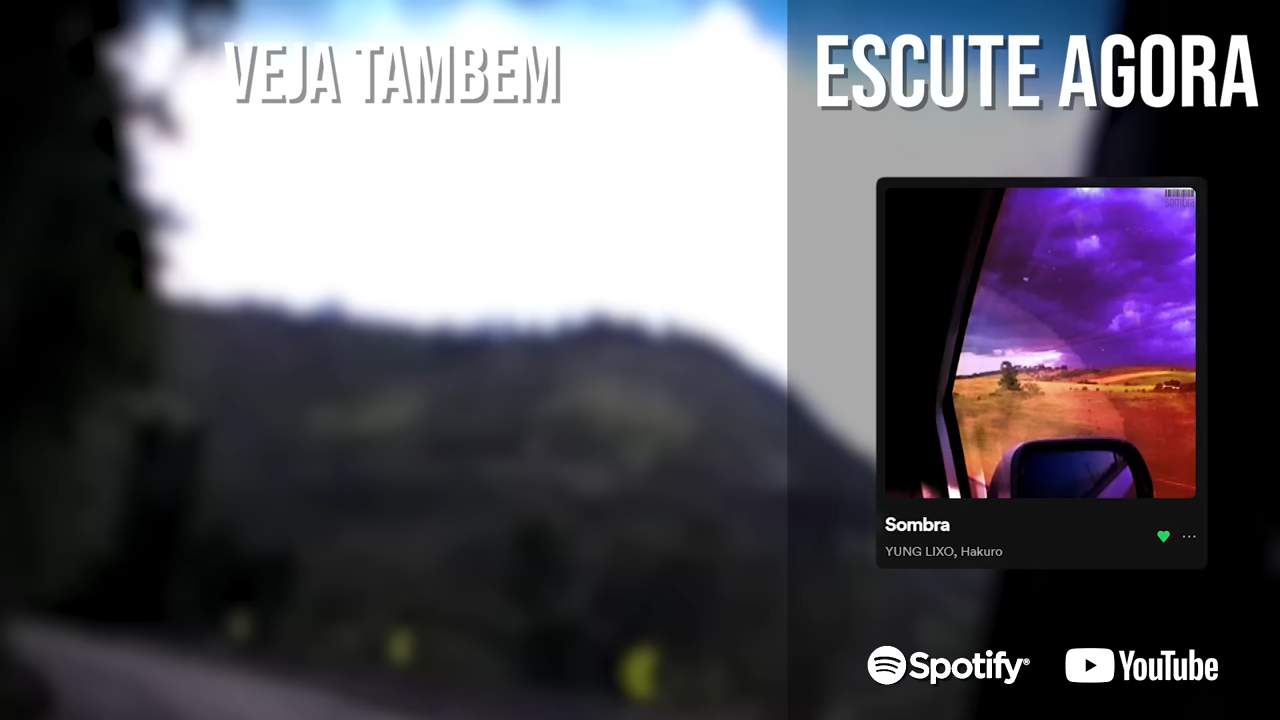 VEJA TAMBEM
ESCUTE AGORA
sombra
Sombra
YUNG LIXO, Hakuro
Spotify®
YouTube